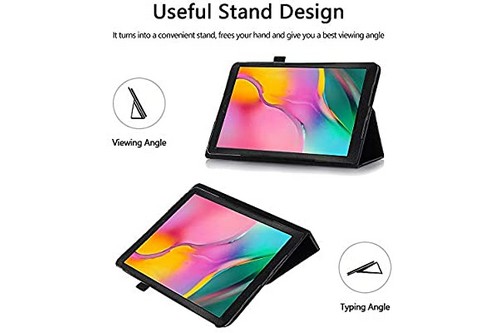 Useful Stand Design
It turns into a convenient stand, frees your hand and give you a best viewing angle
Viewing Angle
Typing Angle